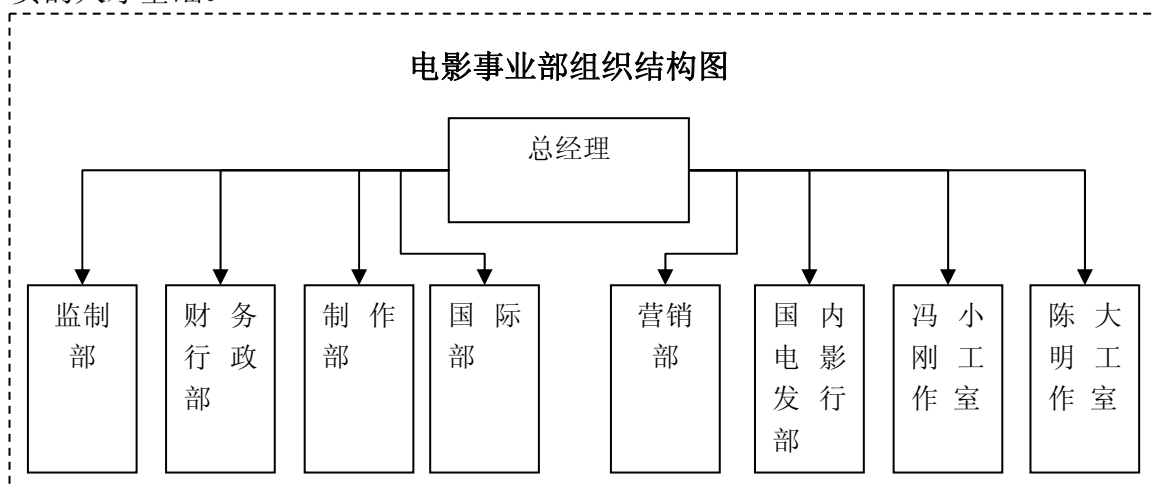 电影事业部组织结构图
总经理
监制
部
财务
行政
部
制作
部
国际
部
营销
部
国内
电影
发行
部
冯小
刚工
作室
陈大
明工
作室